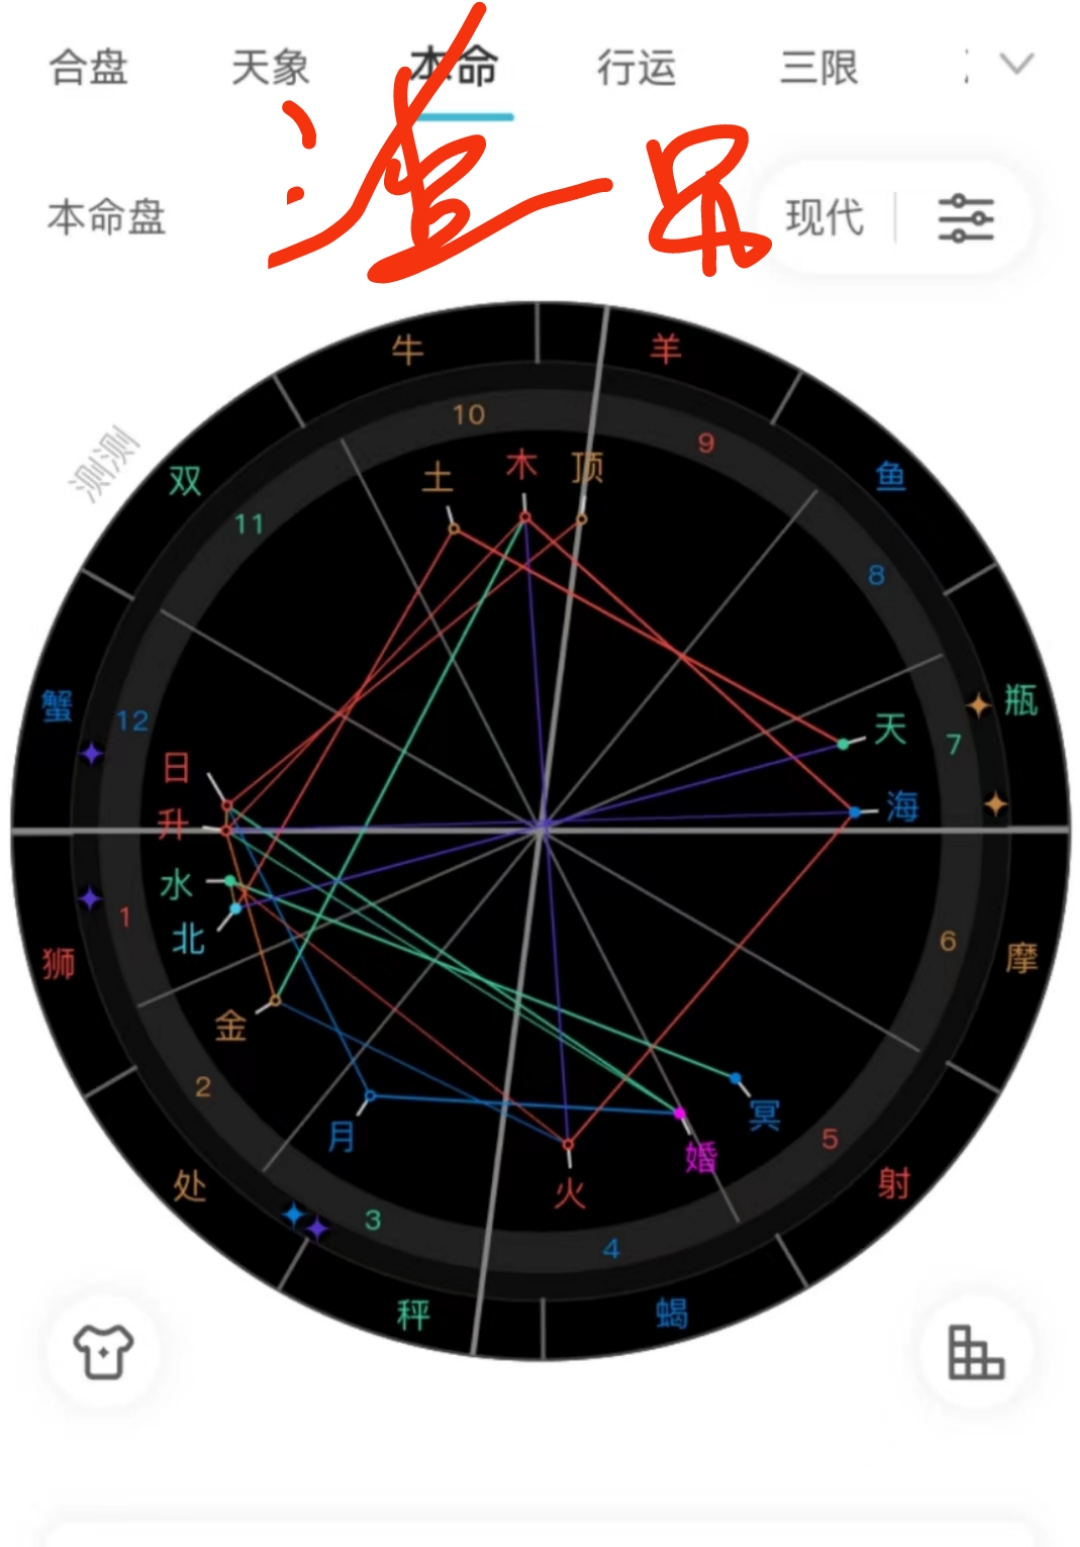 合盘 天象 本命 行运 三限
渣男
本命盘 现代
牛 羊
10 9
测测 双 土 木 顶 鱼
11
8
蟹 12 天 7 瓶
日
升 海
水
北 1 6
狮 摩
金
2 月 冥
婚 5
处 火 射
3 4
秤 蝎